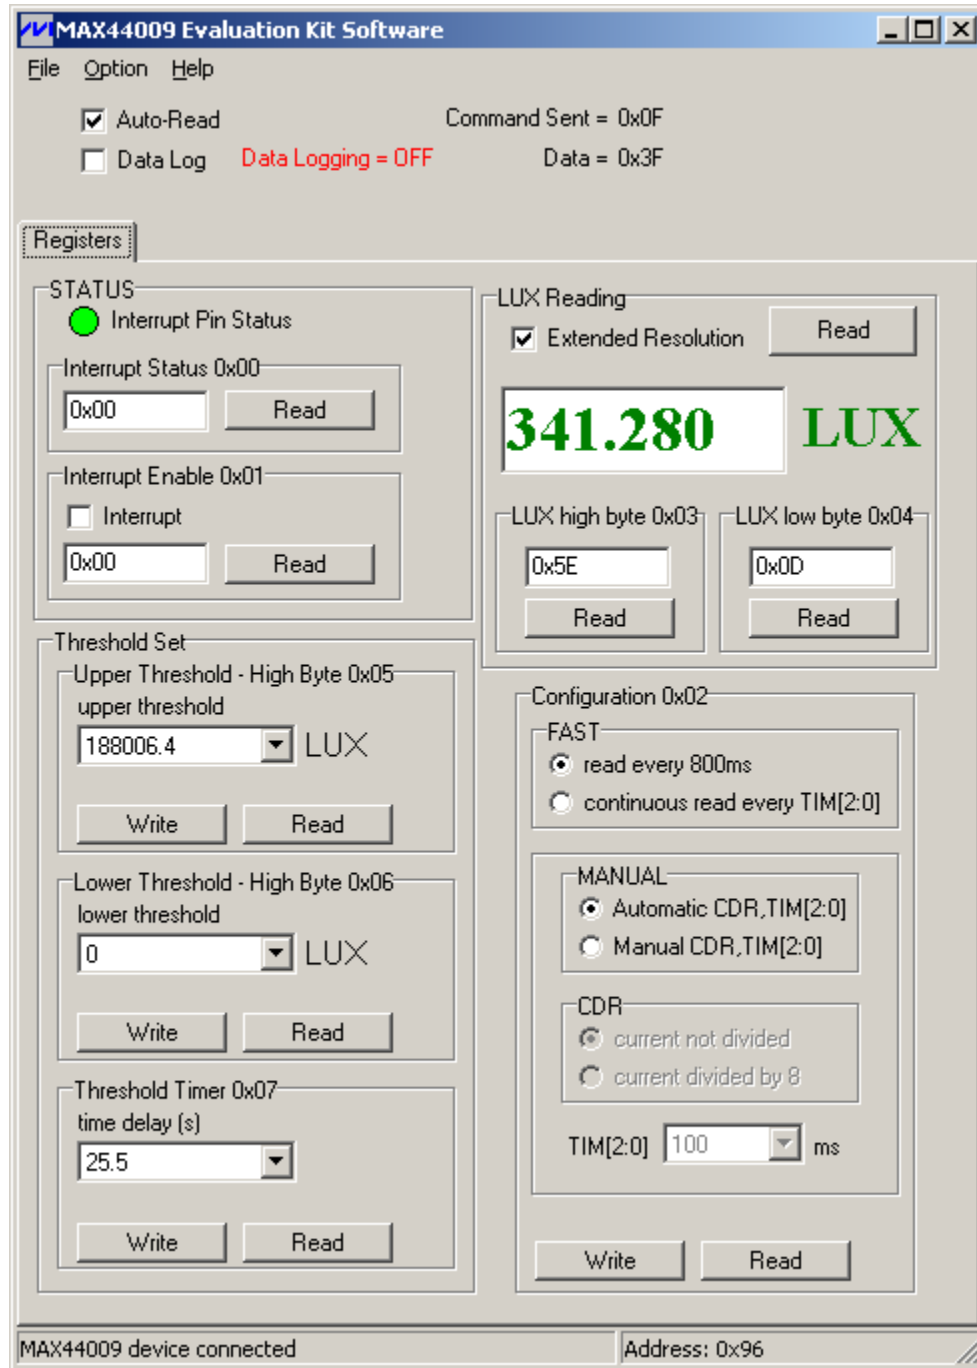 MAX44009 Evaluation Kit Software
File Option Help
Auto-Read
Command Sent = 0x0F
Data Log
Data Logging = OFF
Data = 0x3F
Registers
STATUS
Interrupt Pin Status
Interrupt Status 0x00
0x00
Read
Interrupt Enable 0x01
Interrupt
0x00
Read
LUX Reading
Extended Resolution
Read
341.280
LUX
LUX high byte 0x03
0x5E
Read
LUX low byte 0x04
0x0D
Read
Threshold Set
Upper Threshold - High Byte 0x05
upper threshold
188006.4
LUX
Write
Read
Lower Threshold - High Byte 0x06
lower threshold
0
LUX
Write
Read
Threshold Timer 0x07
time delay (s)
25.5
Write
Read
Configuration 0x02
FAST
read every 800ms
continuous read every TIM[2:0]
MANUAL
Automatic CDR,TIM[2:0]
Manual CDR,TIM[2:0]
CDR
current not divided
current divided by 8
TIM[2:0]
100
ms
Write
Read
MAX44009 device connected
Address: 0x96